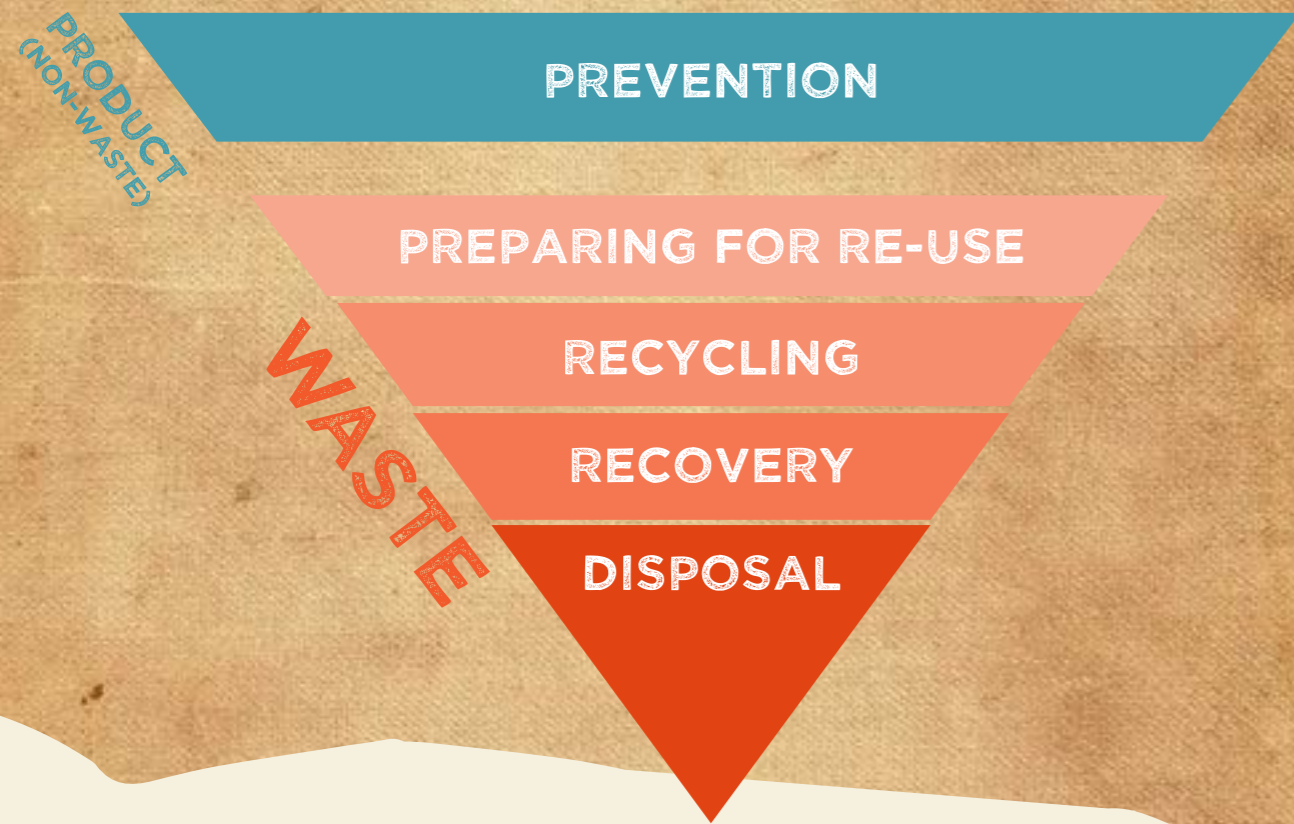 PRODUCT
(NON-WASTE)
PREVENTION
PREPARING FOR RE-USE
RECYCLING
WASTE
RECOVERY
DISPOSAL